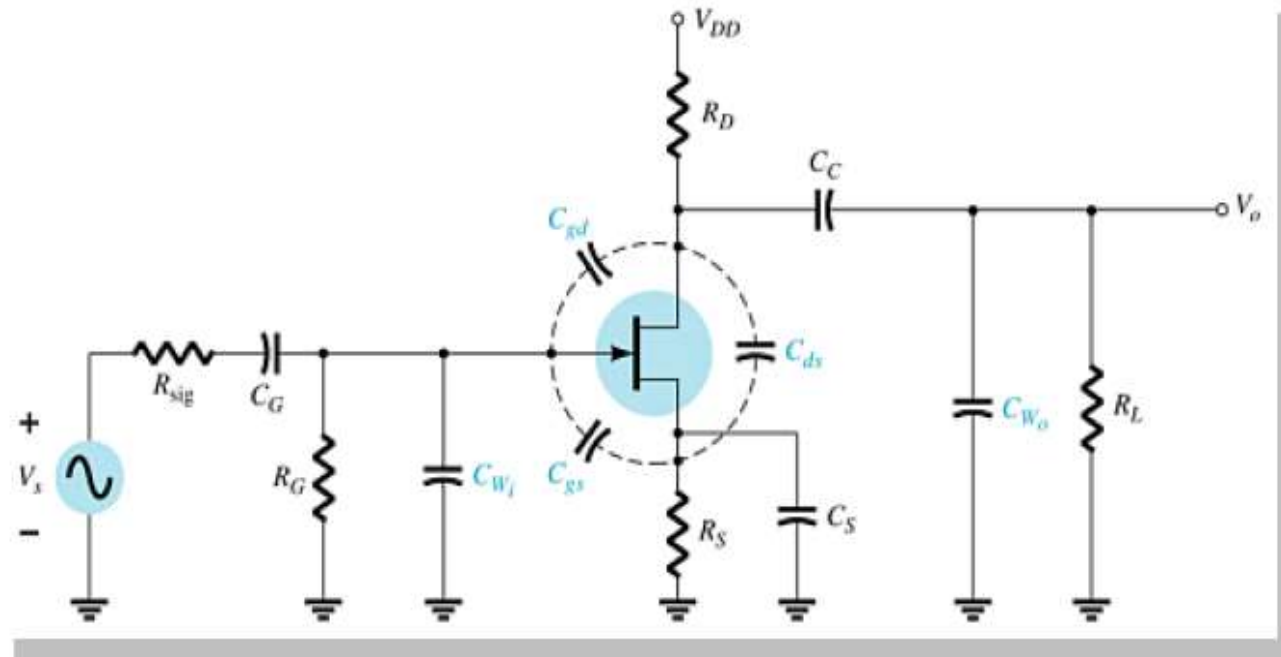 V_DD
R_D
C_C
V_o
C_gd
C_ds
R_sig
C_G
+
V_s
−
R_G
C_Wi
C_gs
R_S
C_S
C_Wo
R_L